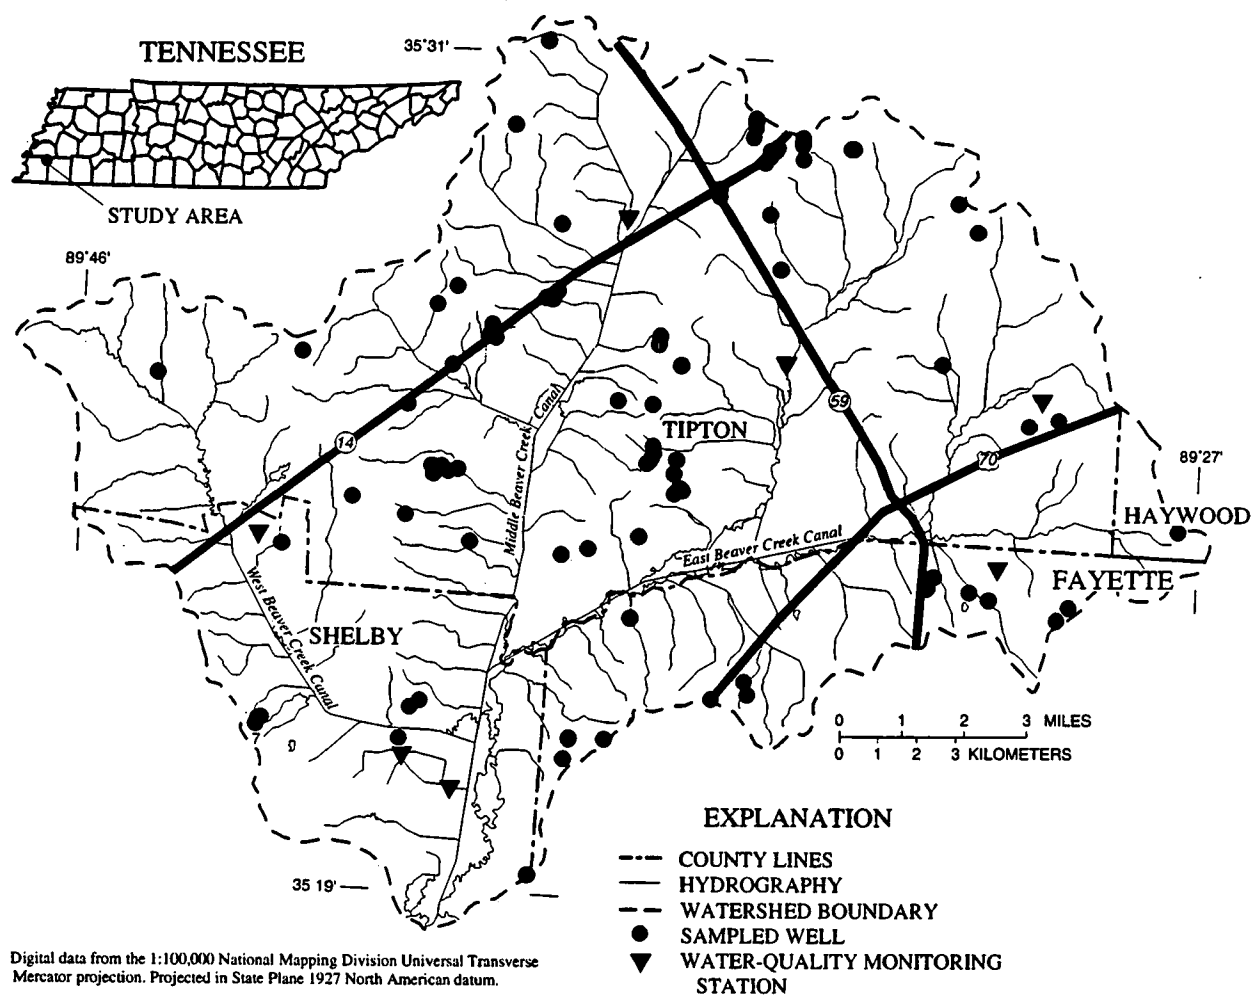 TENNESSEE
35°31'
STUDY AREA
89°46'
14
59
70
Middle Beaver Creek Canal
TIPTON
89°27'
HAYWOOD
East Beaver Creek Canal
FAYETTE
West Beaver Creek Canal
SHELBY
0 1 2 3 MILES
0 1 2 3 KILOMETERS
EXPLANATION
COUNTY LINES
HYDROGRAPHY
WATERSHED BOUNDARY
SAMPLED WELL
WATER-QUALITY MONITORING
STATION
35 19'
Digital data from the 1:100,000 National Mapping Division Universal Transverse
Mercator projection. Projected in State Plane 1927 North American datum.